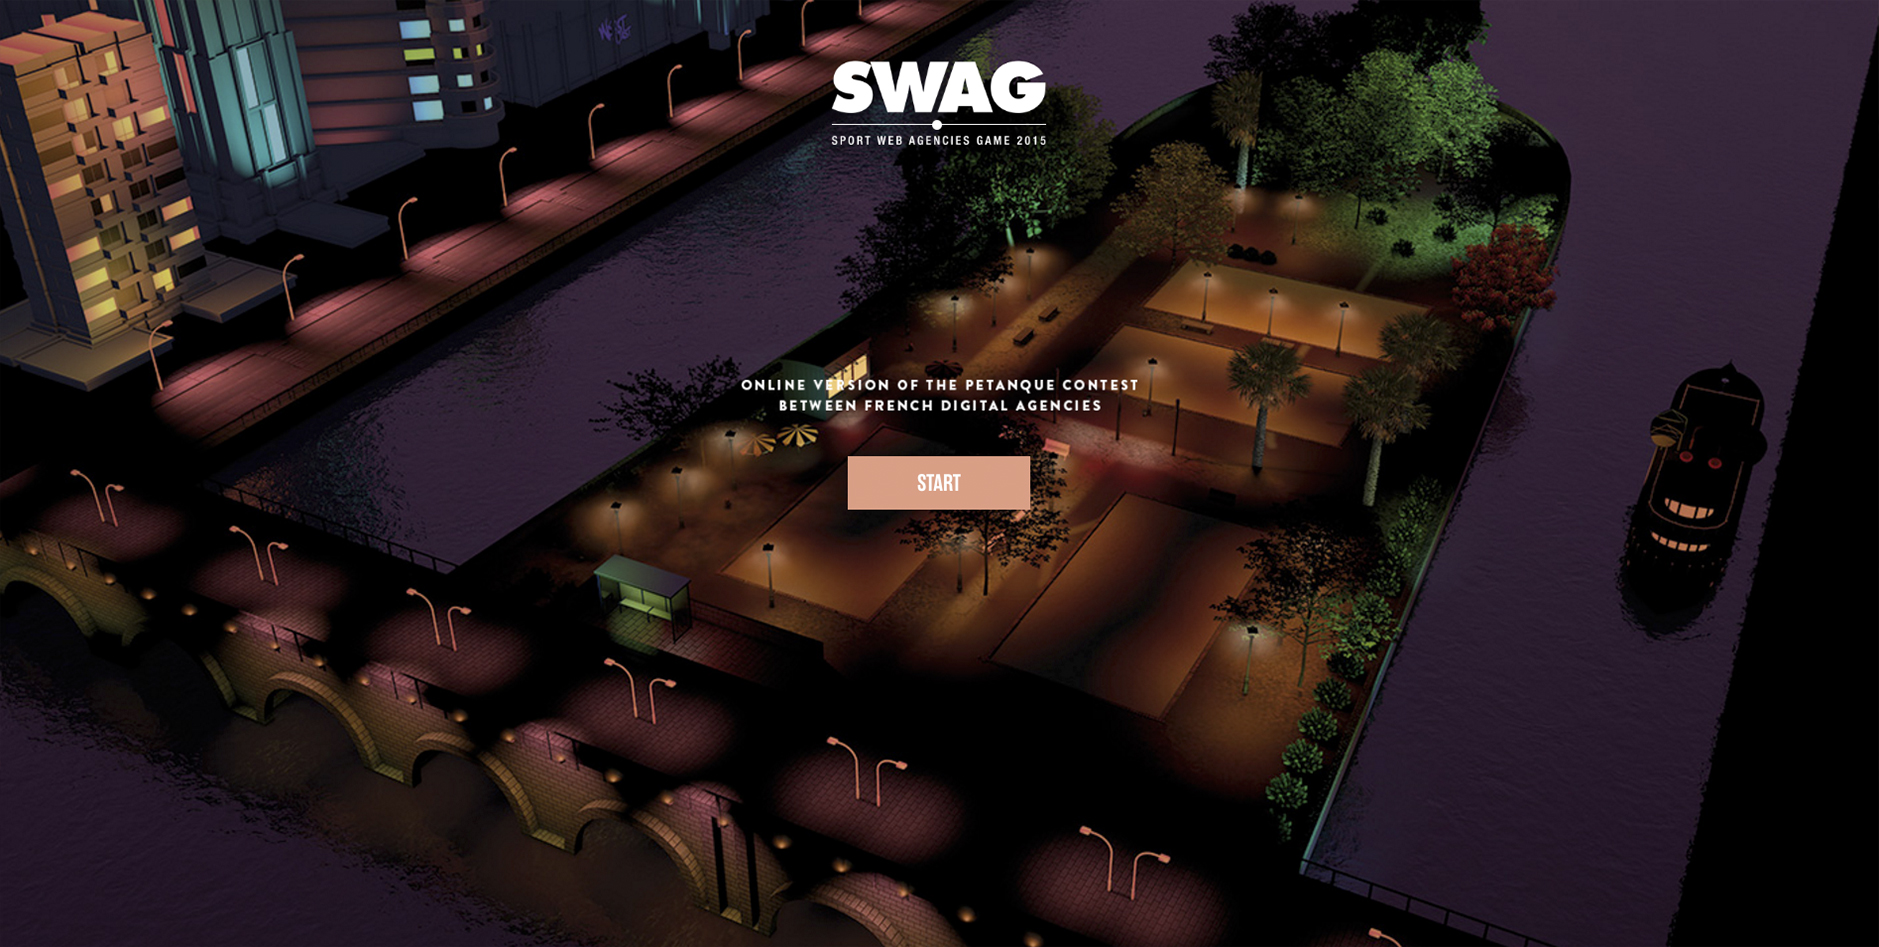 SWAG
SPORT WEB AGENCIES GAME 2015
ONLINE VERSION OF THE PETANQUE CONTEST
BETWEEN FRENCH DIGITAL AGENCIES
START